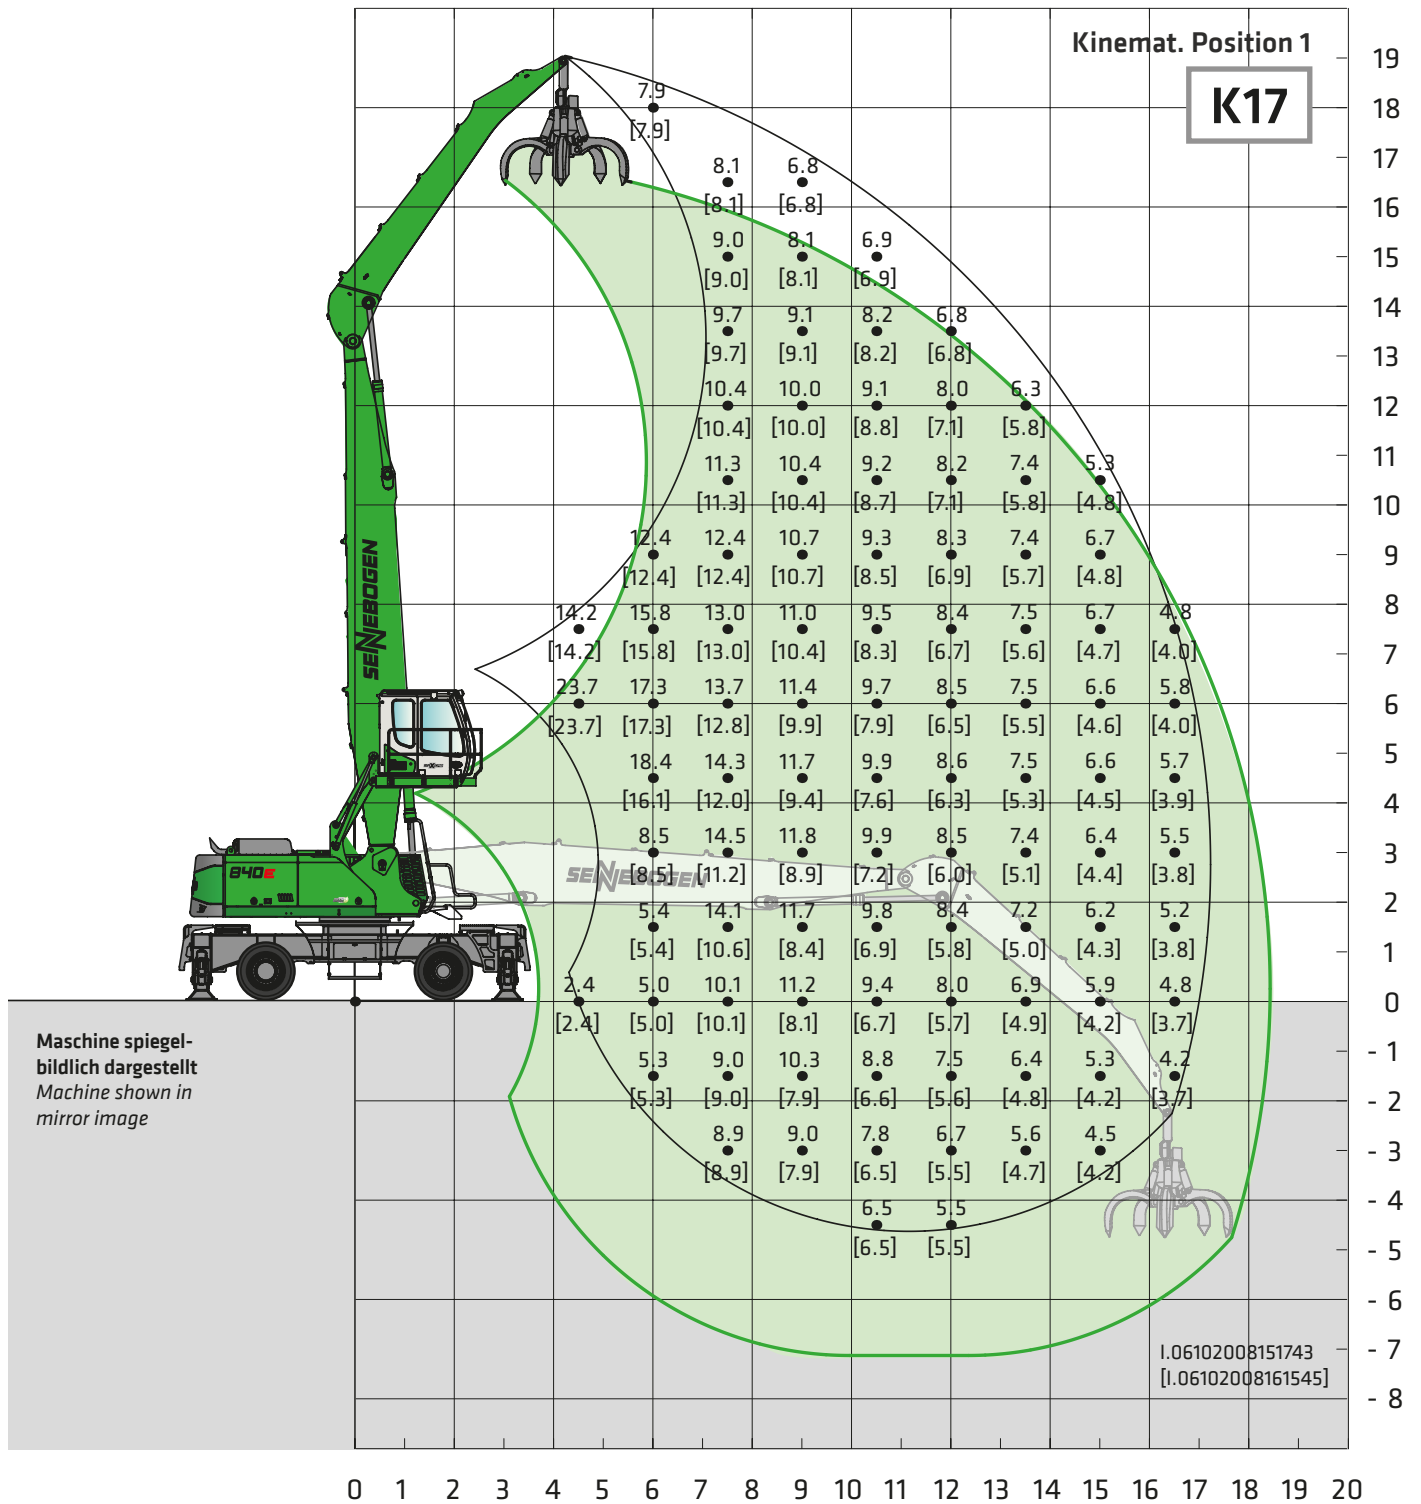 Kinemat. Position 1
K17
19
7.9
18
[7.9]
17
8.1 6.8
[8.1] [6.8]
16
9.0 8.1 6.9
15
[9.0] [8.1] [6.9]
14
9.7 9.1 8.2 6.8
[9.7] [9.1] [8.2] [6.8]
13
10.4 10.0 9.1 8.0 6.3
12
[10.4] [10.0] [8.8] [7.1] [5.8]
11.3 10.4 9.2 8.2 7.4 5.3
11
[11.3] [10.4] [8.7] [7.1] [5.8] [4.8]
10
12.4 12.4 10.7 9.3 8.3 7.4 6.7
9
[12.4] [12.4] [10.7] [8.5] [6.9] [5.7] [4.8]
8
14.2 15.8 13.0 11.0 9.5 8.4 7.5 6.7 4.8
[14.2] [15.8] [13.0] [10.4] [8.3] [6.7] [5.6] [4.7] [4.0]
7
23.7 17.3 13.7 11.4 9.7 8.5 7.5 6.6 5.8
6
[23.7] [17.3] [12.8] [9.9] [7.9] [6.5] [5.5] [4.6] [4.0]
18.4 14.3 11.7 9.9 8.6 7.5 6.6 5.7
5
[16.1] [12.0] [9.4] [7.6] [6.3] [5.3] [4.5] [3.9]
4
8.5 14.5 11.8 9.9 8.5 7.4 6.4 5.5
3
[8.5] [11.2] [8.9] [7.2] [6.0] [5.1] [4.4] [3.8]
2
5.4 14.1 11.7 9.8 8.4 7.2 6.2 5.2
[5.4] [10.6] [8.4] [6.9] [5.8] [5.0] [4.3] [3.8]
1
2.4 5.0 10.1 11.2 9.4 8.0 6.9 5.9 4.8
0
[2.4] [5.0] [10.1] [8.1] [6.7] [5.7] [4.9] [4.2] [3.7]
5.3 9.0 10.3 8.8 7.5 6.4 5.3 4.2
- 1
[5.3] [9.0] [7.9] [6.6] [5.6] [4.8] [4.2] [3.7]
- 2
8.9 9.0 7.8 6.7 5.6 4.5
- 3
[8.9] [7.9] [6.5] [5.5] [4.7] [4.2]
- 4
6.5 5.5
[6.5] [5.5]
- 5
- 6
- 7
- 8
SENNEBOGEN
SENNEBOGEN
840E
Maschine spiegel-
bildlich dargestellt
Machine shown in
mirror image
I.06102008151743
[I.06102008161545]
0 1 2 3 4 5 6 7 8 9 10 11 12 13 14 15 16 17 18 19 20